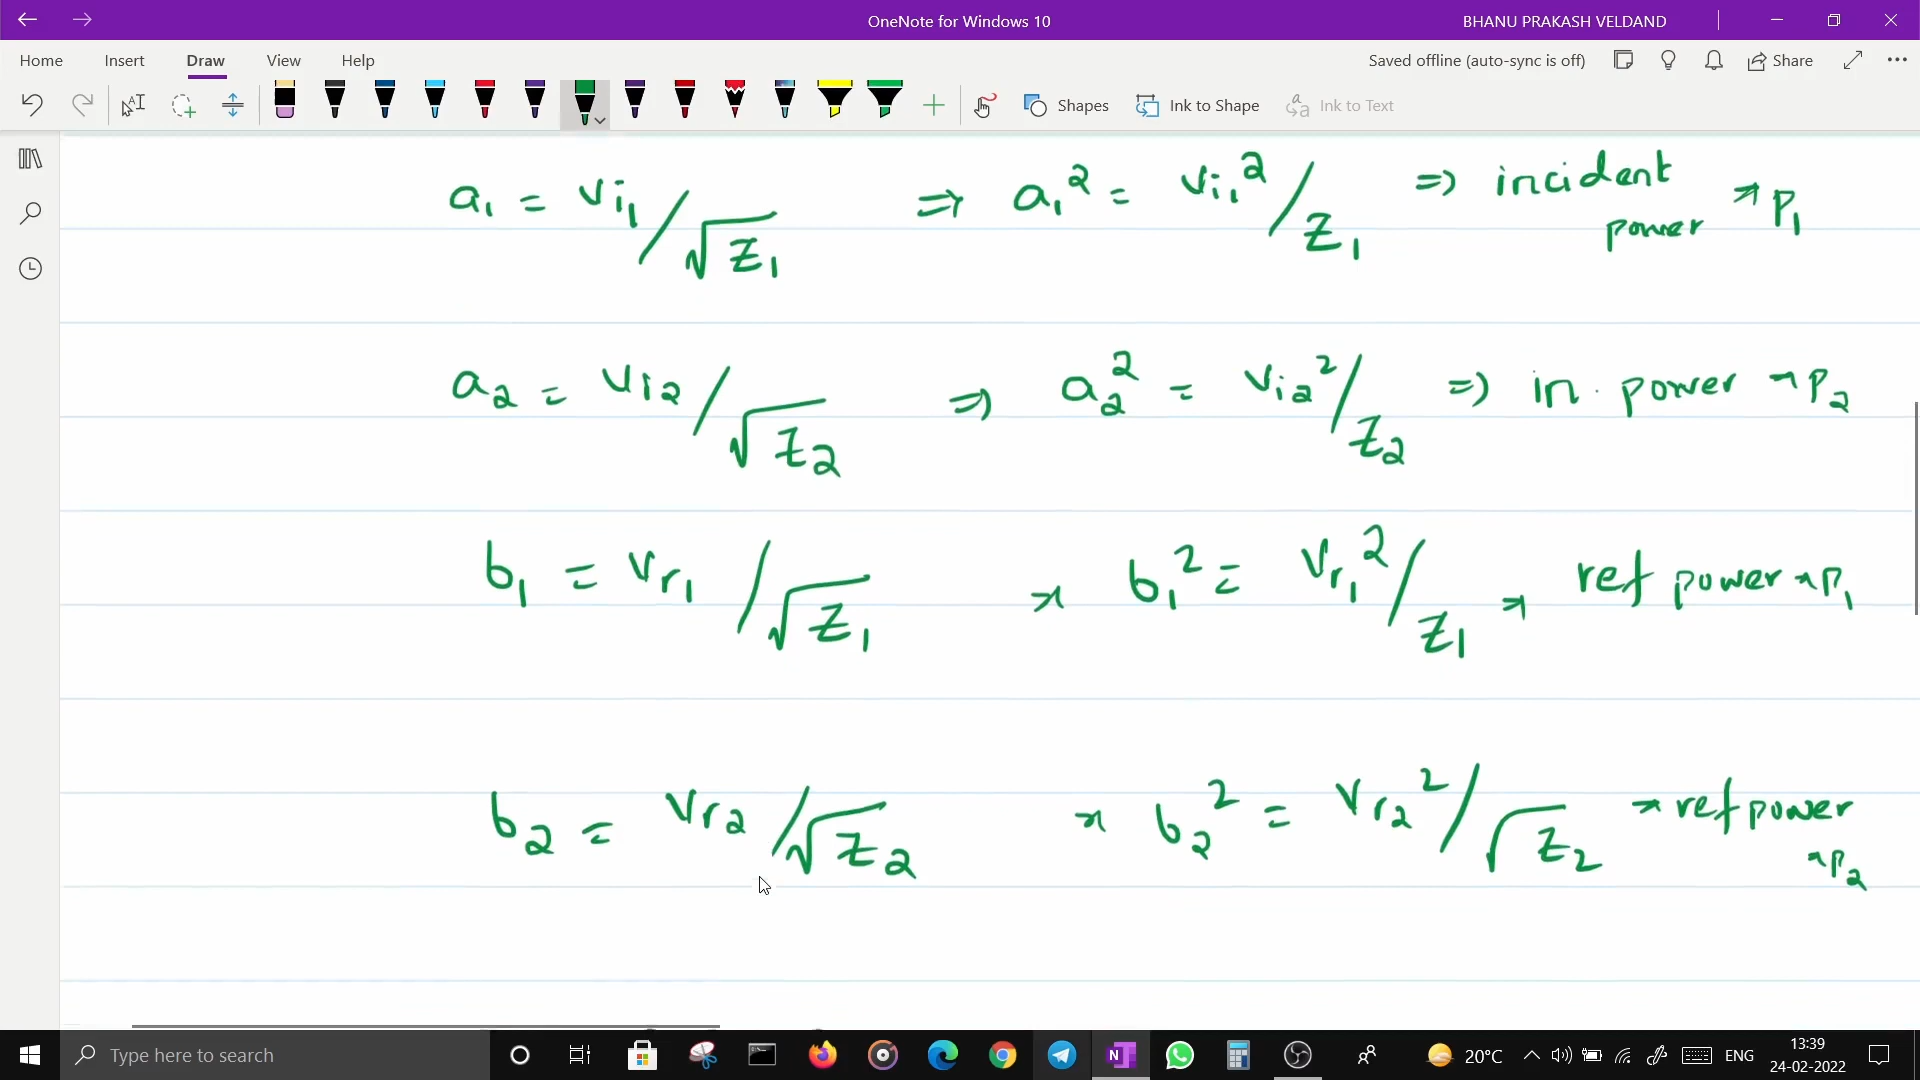 OneNote for Windows 10
BHANU PRAKASH VELDAND
Home Insert Draw View Help
Saved offline (auto-sync is off)
Share
Shapes
Ink to Shape
Ink to Text
a₁ = Vi₁/√Z₁ ⇒ a₁² = Vi₁²/Z₁ ⇒ incident power → P₁
a₂ = Vi₂/√Z₂ ⇒ a₂² = Vi₂²/Z₂ ⇒ in. power → P₂
b₁ = Vr₁/√Z₁ → b₁² = Vr₁²/Z₁ → ref power → P₁
b₂ = Vr₂/√Z₂ → b₂² = Vr₂²/√Z₂ → ref power → P₂
Type here to search
20°C
ENG
13:39
24-02-2022